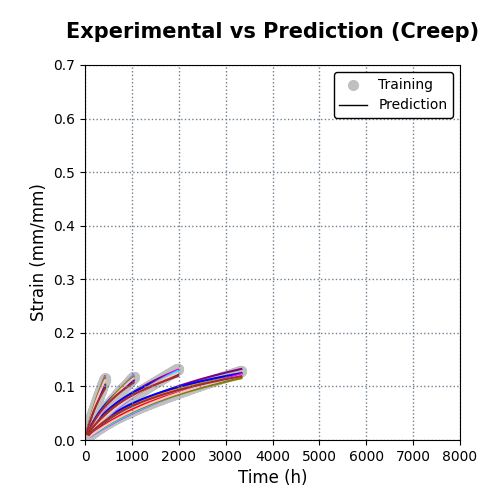 Experimental vs Prediction (Creep)
0.7
0.6
0.5
0.4
0.3
0.2
0.1
0.0
Strain (mm/mm)
Training
Prediction
0 1000 2000 3000 4000 5000 6000 7000 8000
Time (h)